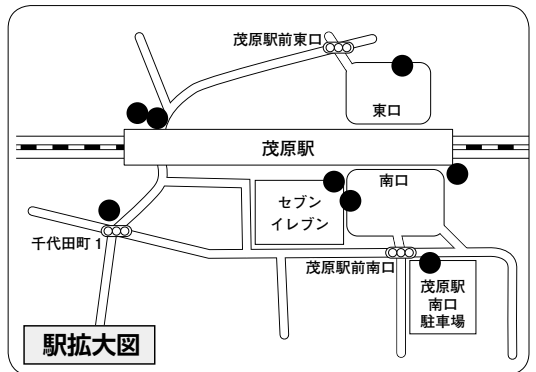 茂原駅前東口
東口
茂原駅
南口
セブン
イレブン
千代田町 1
茂原駅前南口
茂原駅
南口
駐車場
駅拡大図